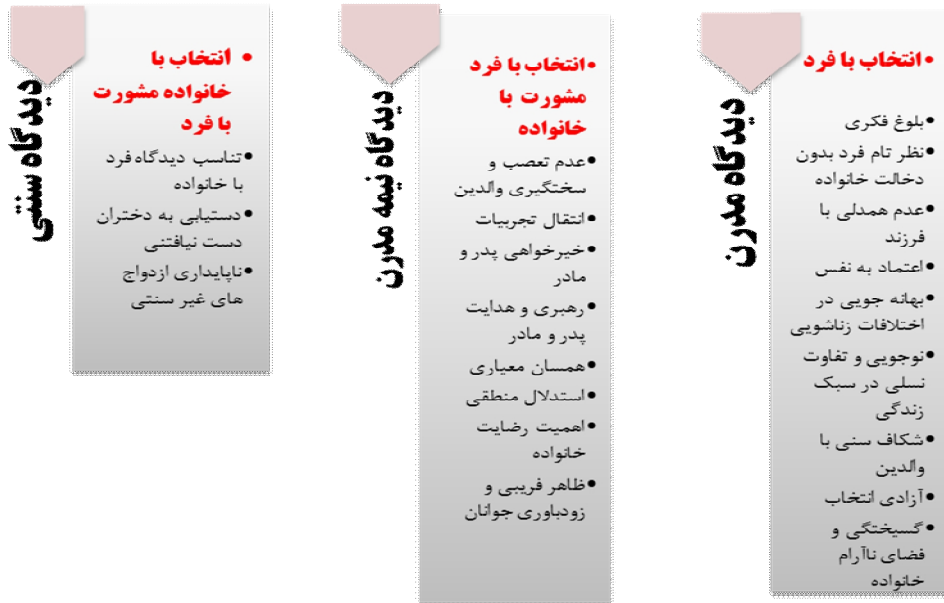 دیدگاه مدرن
•انتخاب با فرد
•بلوغ فکری
•نظر تام فرد بدون
دخالت خانواده
•عدم همدلی با
فرزند
•اعتماد به نفس
•بهانه جویی در
اختلافات زناشویی
•نوجویی و تفاوت
نسلی در سبک
زندگی
•شکاف سنی با
والدین
•آزادی انتخاب
•گسیختگی و
فضای ناآرام
خانواده
دیدگاه نیمه مدرن
•انتخاب با فرد
مشورت با
خانواده
•عدم تعصب و
سختگیری والدین
•انتقال تجربیات
•خیرخواهی پدر و
مادر
•رهبری و هدایت
پدر و مادر
•همسان معیاری
•استدلال منطقی
•اهمیت رضایت
خانواده
•ظاهر فریبی و
زودباوری جوانان
دیدگاه سنتی
• انتخاب با
خانواده مشورت
با فرد
•تناسب دیدگاه فرد
با خانواده
•دستیابی به دختران
دست نیافتنی
•ناپایداری ازدواج
های غیر سنتی